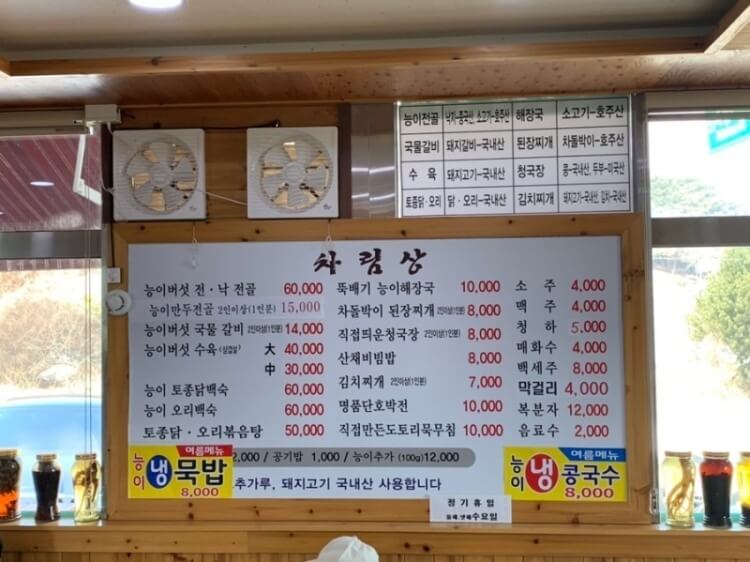 능이전골 낙지-중국산, 소고기-호주산 해장국 소고기-호주산
국물갈비 돼지갈비-국내산 된장찌개 차돌박이-호주산
수육 돼지고기-국내산 청국장 콩-국내산, 두부-미국산
토종닭·오리 닭·오리-국내산 김치찌개 돼지고기-국내산, 김치-국내산
차림상
능이버섯 전·낙 전골 60,000
능이만두전골 2인이상(1인분) 15,000
능이버섯 국물 갈비 2인이상(1인분) 14,000
능이버섯 수육 (삼겹살) 大 40,000
中 30,000
능이 토종닭백숙 60,000
능이 오리백숙 60,000
토종닭·오리볶음탕 50,000
뚝배기 능이해장국 10,000
차돌박이 된장찌개 2인이상(1인분) 8,000
직접띄운청국장 2인이상(1인분) 8,000
산채비빔밥 8,000
김치찌개 2인이상(1인분) 7,000
명품단호박전 10,000
직접만든도토리묵무침 10,000
소주 4,000
맥주 4,000
청하 5,000
매화수 4,000
백세주 8,000
막걸리 4,000
복분자 12,000
음료수 2,000
2,000 / 공기밥 1,000 / 능이추가 (100g)12,000
추가루, 돼지고기 국내산 사용합니다
여름메뉴
능이 냉 묵밥
8,000
여름메뉴
능이 냉 콩국수
8,000
정기휴일
둘째,넷째수요일